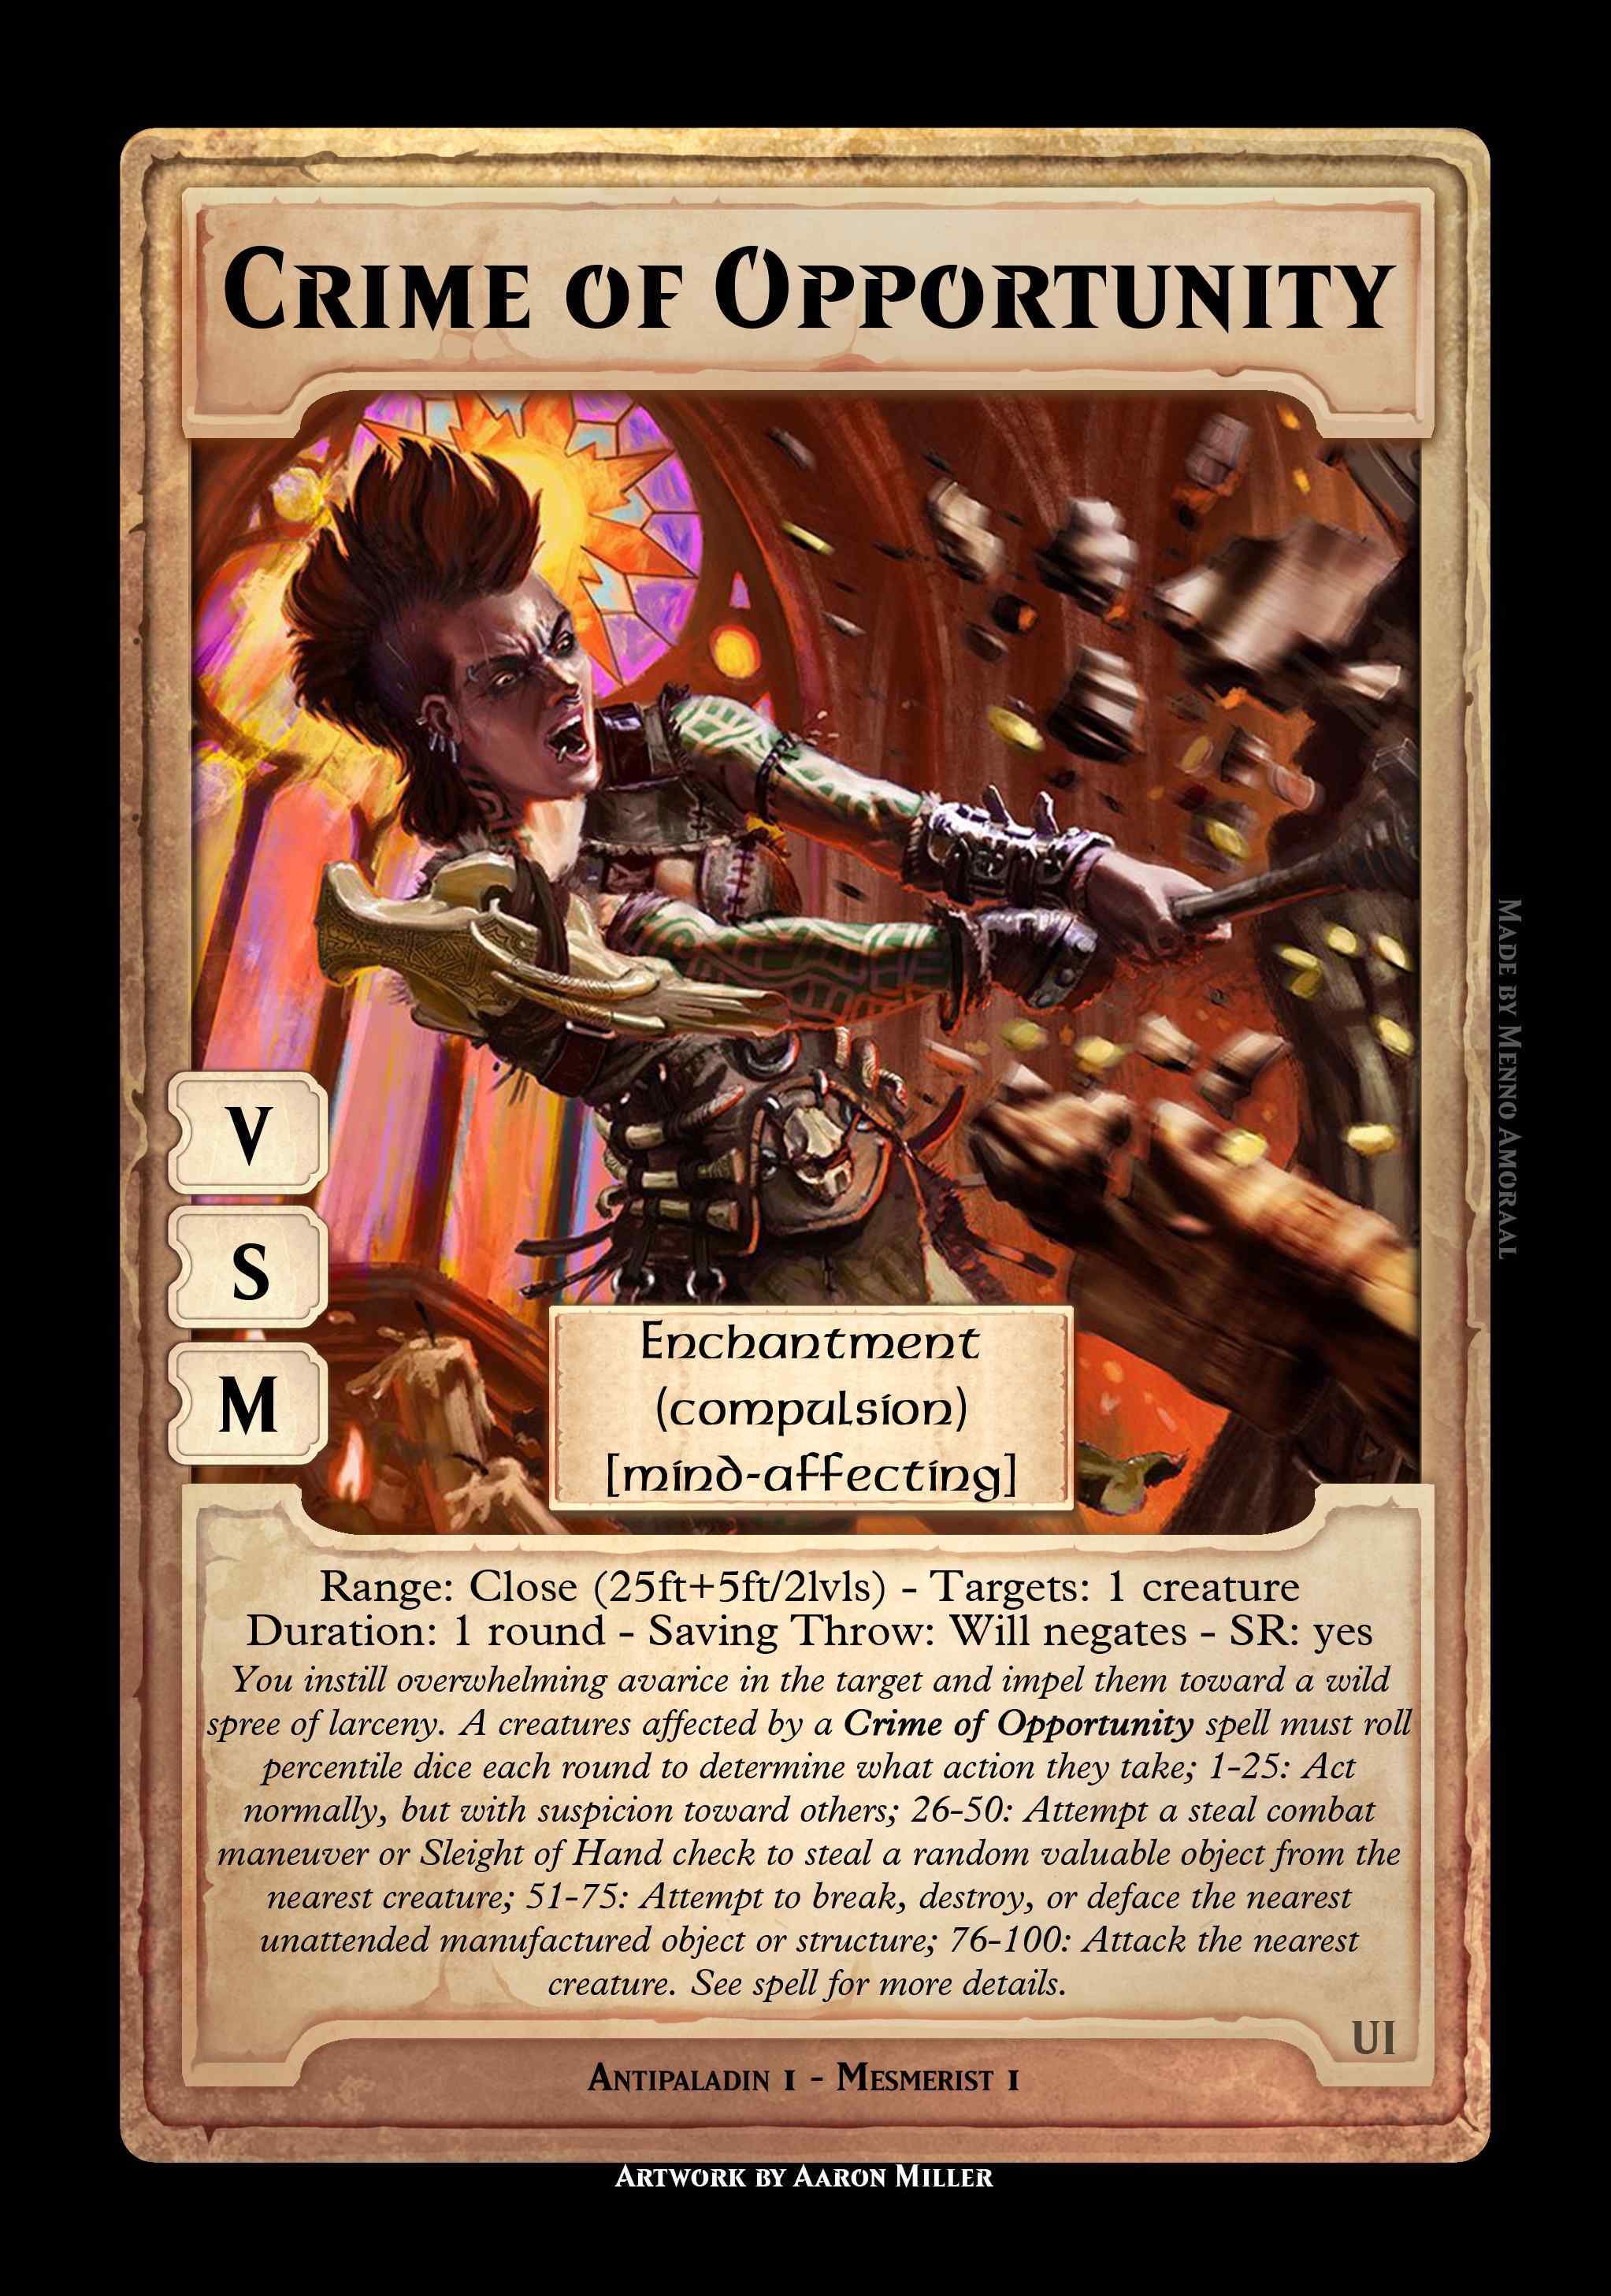 Crime of Opportunity
V
S
M
Enchantment
(compulsion)
[mind-affecting]
Range: Close (25ft+5ft/2lvls) - Targets: 1 creature
Duration: 1 round - Saving Throw: Will negates - SR: yes
You instill overwhelming avarice in the target and impel them toward a wild
spree of larceny. A creatures affected by a Crime of Opportunity spell must roll
percentile dice each round to determine what action they take; 1-25: Act
normally, but with suspicion toward others; 26-50: Attempt a steal combat
maneuver or Sleight of Hand check to steal a random valuable object from the
nearest creature; 51-75: Attempt to break, destroy, or deface the nearest
unattended manufactured object or structure; 76-100: Attack the nearest
creature. See spell for more details.
UI
Antipaladin 1 - Mesmerist 1
Artwork by Aaron Miller
Made by Menno Amoraal